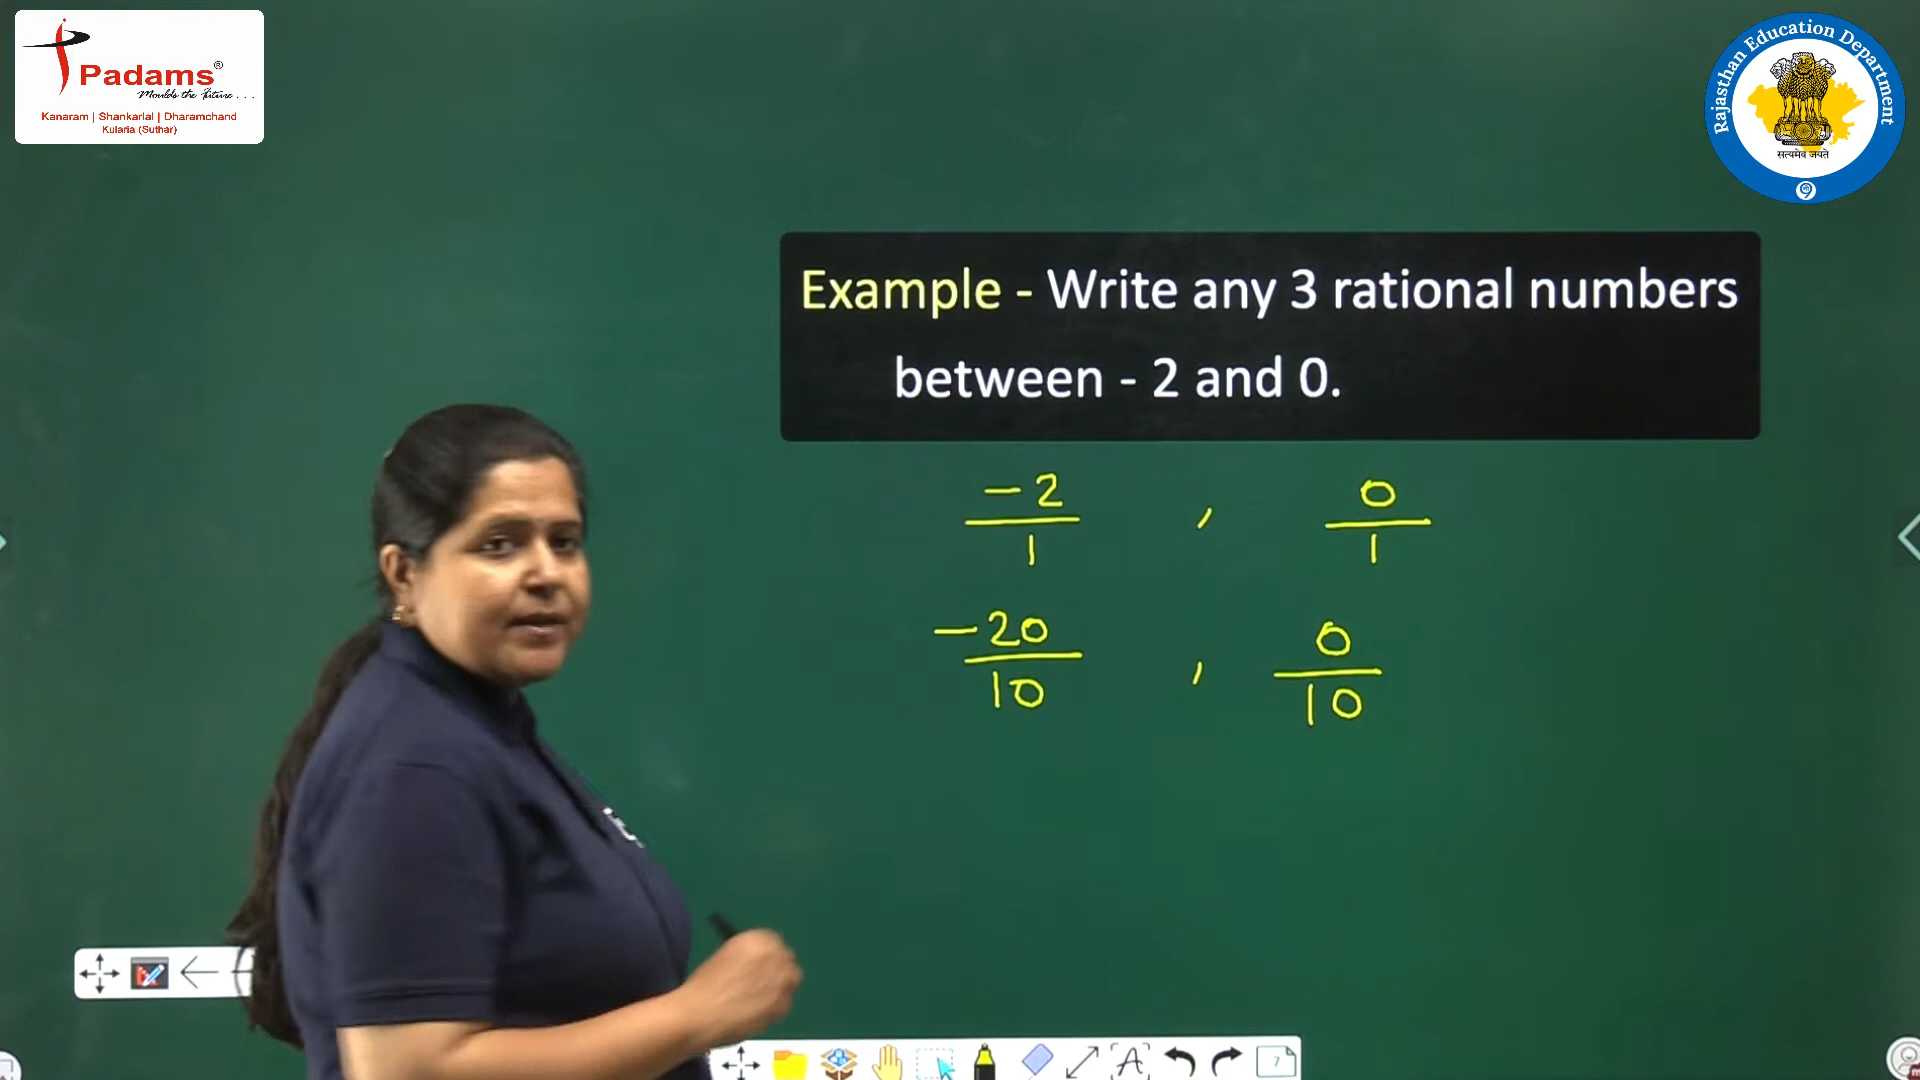 Padams®
Moulds the Future . . .
Kanaram | Shankarlal | Dharamchand
Kularia (Suthar)
Rajasthan Education Department
सत्यमेव जयते
Example - Write any 3 rational numbers
between - 2 and 0.
-2/1 , 0/1
-20/10 , 0/10
7